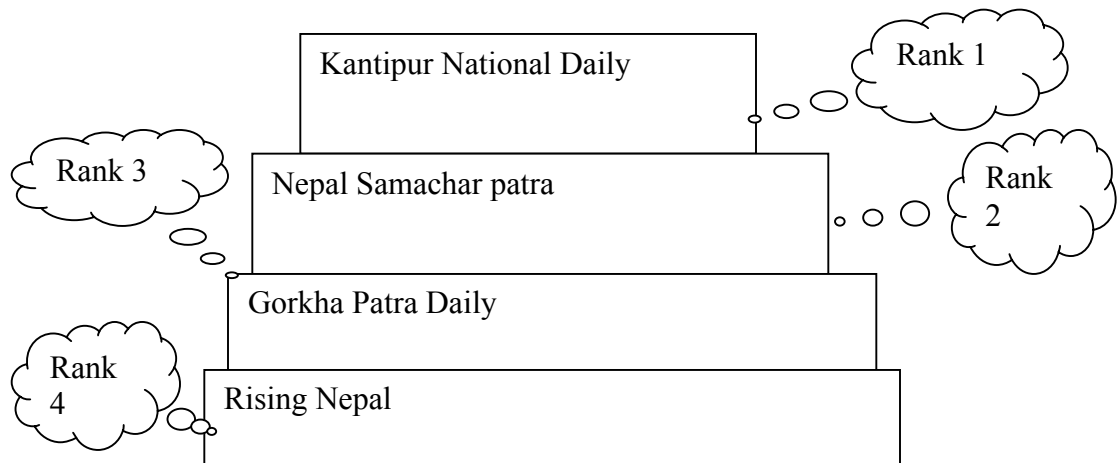 Kantipur National Daily
Rank 1
Rank 3
Nepal Samachar patra
Rank
2
Gorkha Patra Daily
Rank
4
Rising Nepal